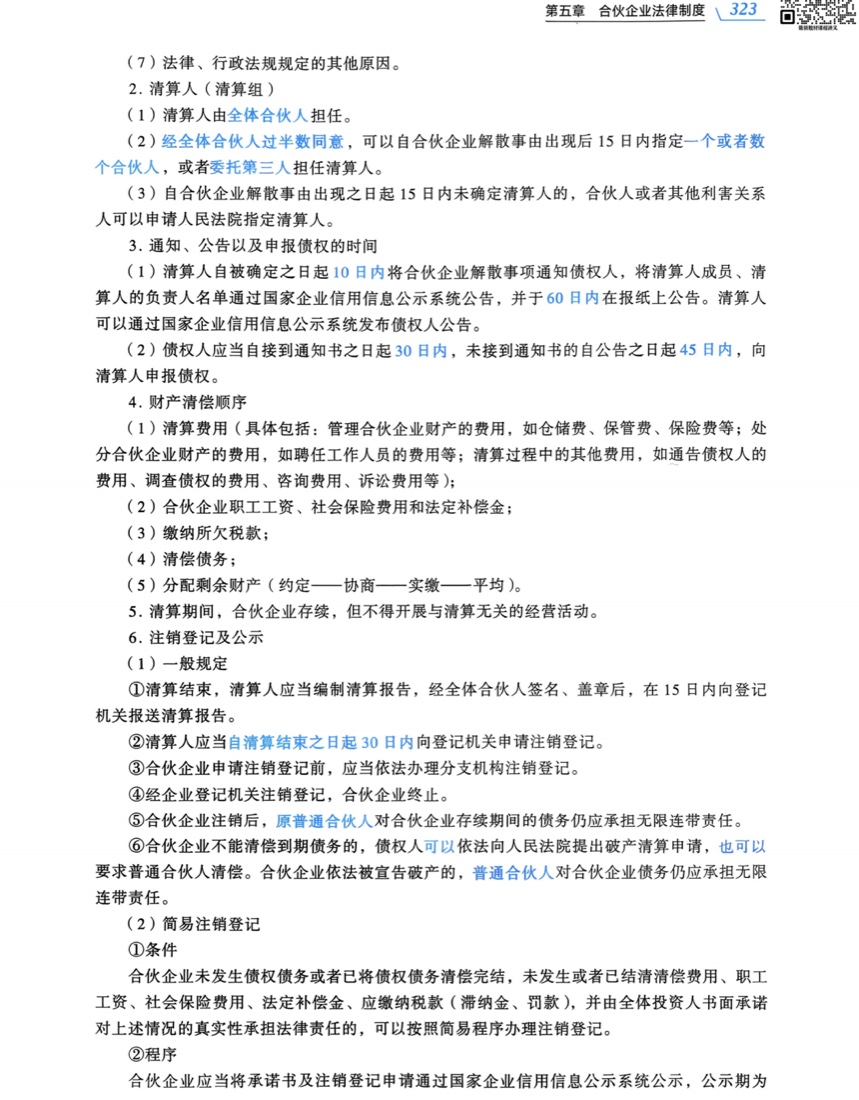 第五章 合伙企业法律制度 323
(7)法律、行政法规规定的其他原因。
2. 清算人(清算组)
(1)清算人由全体合伙人担任。
(2)经全体合伙人过半数同意,可以自合伙企业解散事由出现后 15 日内指定一个或者数
个合伙人,或者委托第三人担任清算人。
(3)自合伙企业解散事由出现之日起 15 日内未确定清算人的,合伙人或者其他利害关系
人可以申请人民法院指定清算人。
3. 通知、公告以及申报债权的时间
(1)清算人自被确定之日起 10 日内将合伙企业解散事项通知债权人,将清算人成员、清
算人的负责人名单通过国家企业信用信息公示系统公告,并于 60 日内在报纸上公告。清算人
可以通过国家企业信用信息公示系统发布债权人公告。
(2)债权人应当自接到通知书之日起 30 日内,未接到通知书的自公告之日起 45 日内,向
清算人申报债权。
4. 财产清偿顺序
(1)清算费用(具体包括:管理合伙企业财产的费用,如仓储费、保管费、保险费等;处
分合伙企业财产的费用,如聘任工作人员的费用等;清算过程中的其他费用,如通告债权人的
费用、调查债权的费用、咨询费用、诉讼费用等);
(2)合伙企业职工工资、社会保险费用和法定补偿金;
(3)缴纳所欠税款;
(4)清偿债务;
(5)分配剩余财产(约定——协商——实缴——平均)。
5. 清算期间,合伙企业存续,但不得开展与清算无关的经营活动。
6. 注销登记及公示
(1)一般规定
①清算结束,清算人应当编制清算报告,经全体合伙人签名、盖章后,在 15 日内向登记
机关报送清算报告。
②清算人应当自清算结束之日起 30 日内向登记机关申请注销登记。
③合伙企业申请注销登记前,应当依法办理分支机构注销登记。
④经企业登记机关注销登记,合伙企业终止。
⑤合伙企业注销后,原普通合伙人对合伙企业存续期间的债务仍应承担无限连带责任。
⑥合伙企业不能清偿到期债务的,债权人可以依法向人民法院提出破产清算申请,也可以
要求普通合伙人清偿。合伙企业依法被宣告破产的,普通合伙人对合伙企业债务仍应承担无限
连带责任。
(2)简易注销登记
①条件
合伙企业未发生债权债务或者已将债权债务清偿完结,未发生或者已结清清偿费用、职工
工资、社会保险费用、法定补偿金、应缴纳税款(滞纳金、罚款),并由全体投资人书面承诺
对上述情况的真实性承担法律责任的,可以按照简易程序办理注销登记。
②程序
合伙企业应当将承诺书及注销登记申请通过国家企业信用信息公示系统公示,公示期为